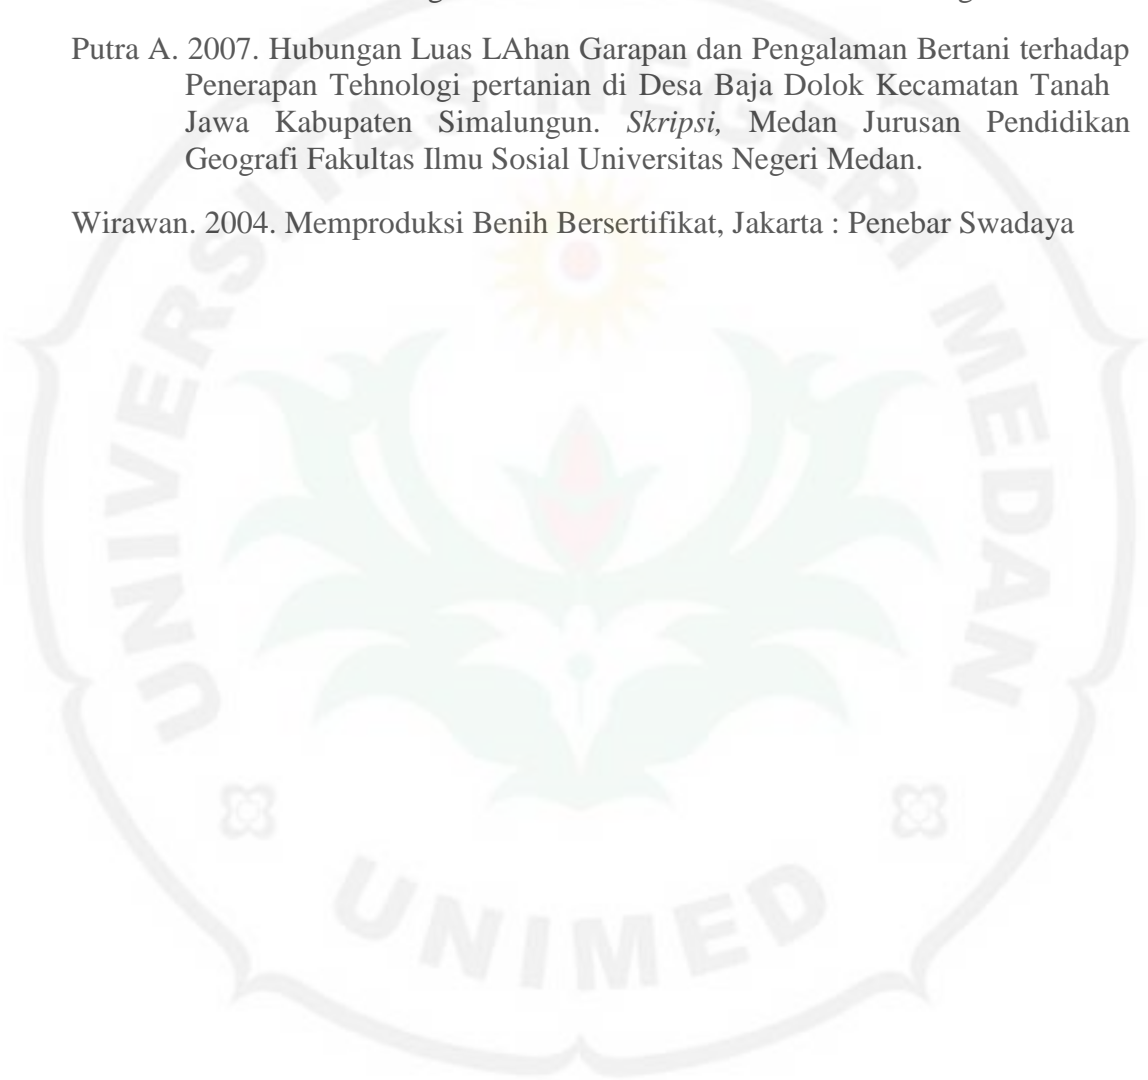 Putra A. 2007. Hubungan Luas LAhan Garapan dan Pengalaman Bertani terhadap
Penerapan Tehnologi pertanian di Desa Baja Dolok Kecamatan Tanah
Jawa Kabupaten Simalungun. Skripsi, Medan Jurusan Pendidikan
Geografi Fakultas Ilmu Sosial Universitas Negeri Medan.
Wirawan. 2004. Memproduksi Benih Bersertifikat, Jakarta : Penebar Swadaya
UNIVERSITAS NEGERI MEDAN
UNIMED